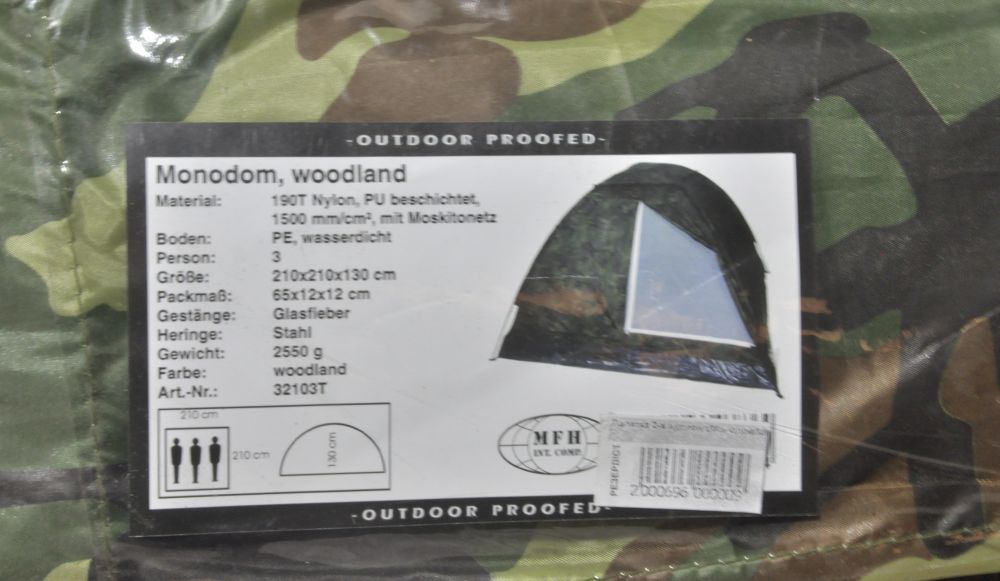 -OUTDOOR PROOFED-
Monodom, woodland
Material: 190T Nylon, PU beschichtet,
1500 mm/cm², mit Moskitonetz
Boden: PE, wasserdicht
Person: 3
Größe: 210x210x130 cm
Packmaß: 65x12x12 cm
Gestänge: Glasfieber
Heringe: Stahl
Gewicht: 2550 g
Farbe: woodland
Art.-Nr.: 32103T
210 cm
210 cm
130 cm
MFH
INT. COMP.
2 000696 000009
-OUTDOOR PROOFED-